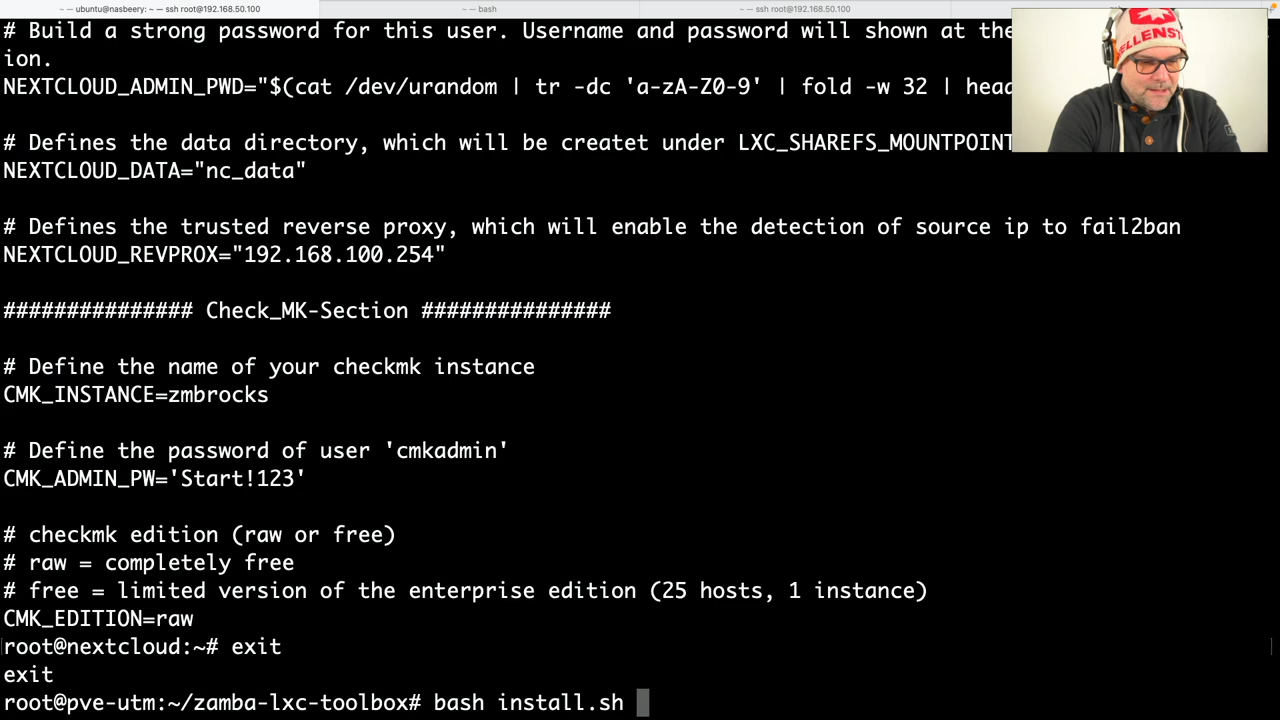 ~ — ubuntu@nasbeery: ~ — ssh root@192.168.50.100
~ — -bash
~ — ssh root@192.168.50.100
# Build a strong password for this user. Username and password will shown at the
ion.
NEXTCLOUD_ADMIN_PWD="$(cat /dev/urandom | tr -dc 'a-zA-Z0-9' | fold -w 32 | head
# Defines the data directory, which will be createt under LXC_SHAREFS_MOUNTPOINT
NEXTCLOUD_DATA="nc_data"
# Defines the trusted reverse proxy, which will enable the detection of source ip to fail2ban
NEXTCLOUD_REVPROX="192.168.100.254"
############### Check_MK-Section ###############
# Define the name of your checkmk instance
CMK_INSTANCE=zmbrocks
# Define the password of user 'cmkadmin'
CMK_ADMIN_PW='Start!123'
# checkmk edition (raw or free)
# raw = completely free
# free = limited version of the enterprise edition (25 hosts, 1 instance)
CMK_EDITION=raw
root@nextcloud:~# exit
exit
root@pve-utm:~/zamba-lxc-toolbox# bash install.sh